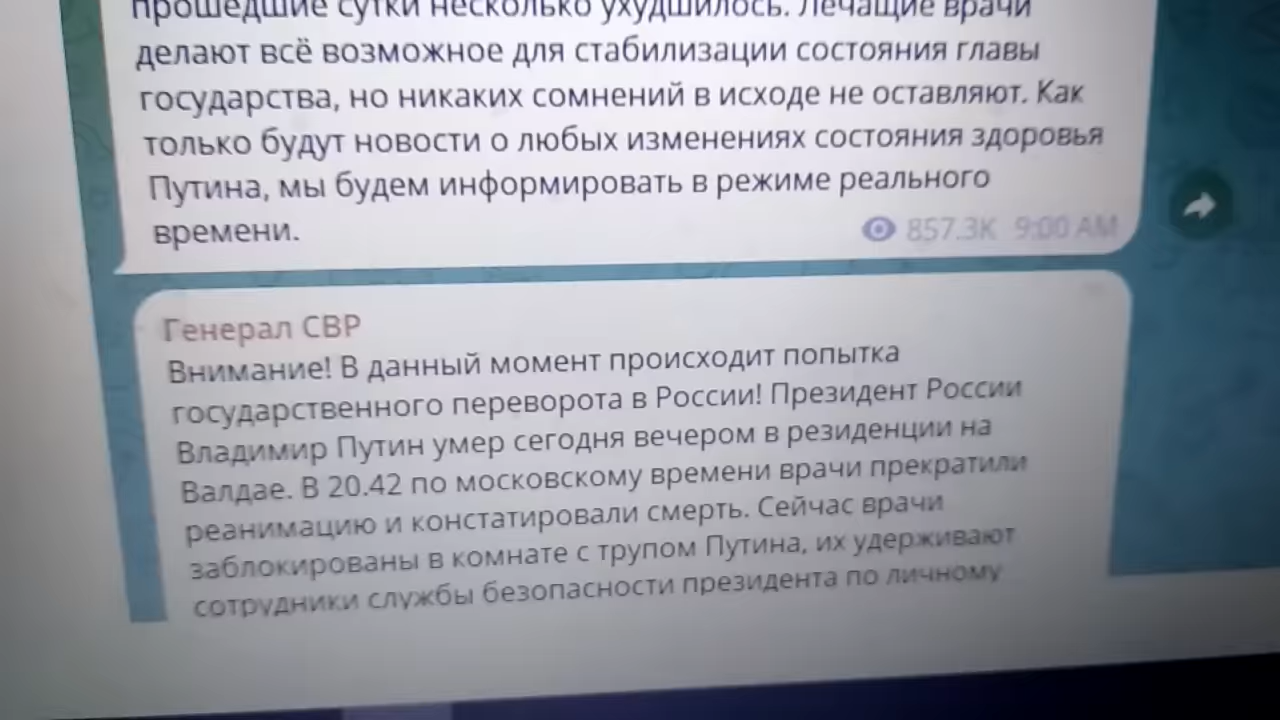 прошедшие сутки несколько ухудшилось. Лечащие врачи
делают всё возможное для стабилизации состояния главы
государства, но никаких сомнений в исходе не оставляют. Как
только будут новости о любых изменениях состояния здоровья
Путина, мы будем информировать в режиме реального
времени.
857.3K 9:00 AM
Генерал СВР
Внимание! В данный момент происходит попытка
государственного переворота в России! Президент России
Владимир Путин умер сегодня вечером в резиденции на
Валдае. В 20.42 по московскому времени врачи прекратили
реанимацию и констатировали смерть. Сейчас врачи
заблокированы в комнате с трупом Путина, их удерживают
сотрудники службы безопасности президента по личному